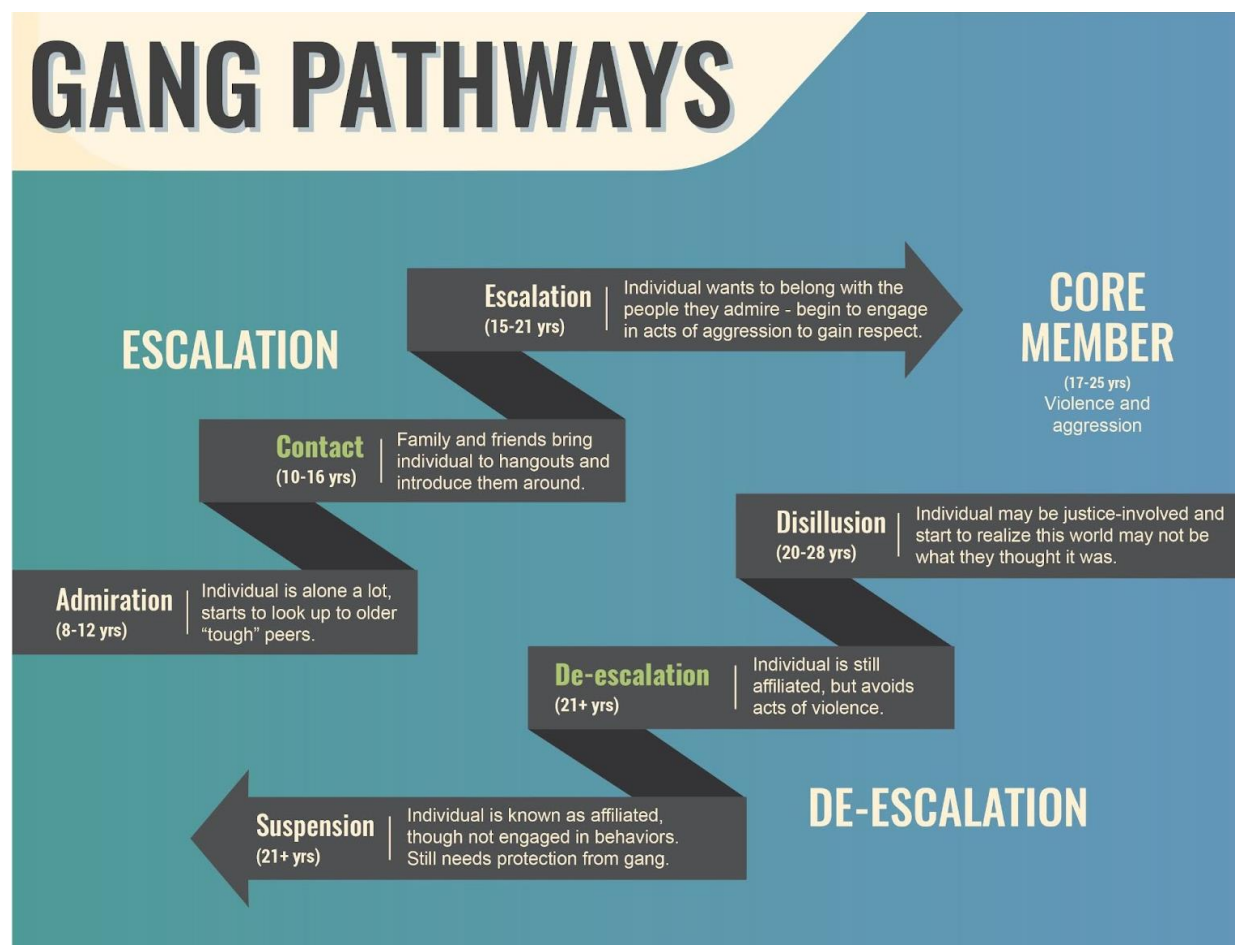 GANG PATHWAYS
ESCALATION
Escalation
(15-21 yrs)
Individual wants to belong with the
people they admire - begin to engage
in acts of aggression to gain respect.
CORE
MEMBER
(17-25 yrs)
Violence and
aggression
Contact
(10-16 yrs)
Family and friends bring
individual to hangouts and
introduce them around.
Admiration
(8-12 yrs)
Individual is alone a lot,
starts to look up to older
“tough” peers.
Disillusion
(20-28 yrs)
Individual may be justice-involved and
start to realize this world may not be
what they thought it was.
De-escalation
(21+ yrs)
Individual is still
affiliated, but avoids
acts of violence.
Suspension
(21+ yrs)
Individual is known as affiliated,
though not engaged in behaviors.
Still needs protection from gang.
DE-ESCALATION